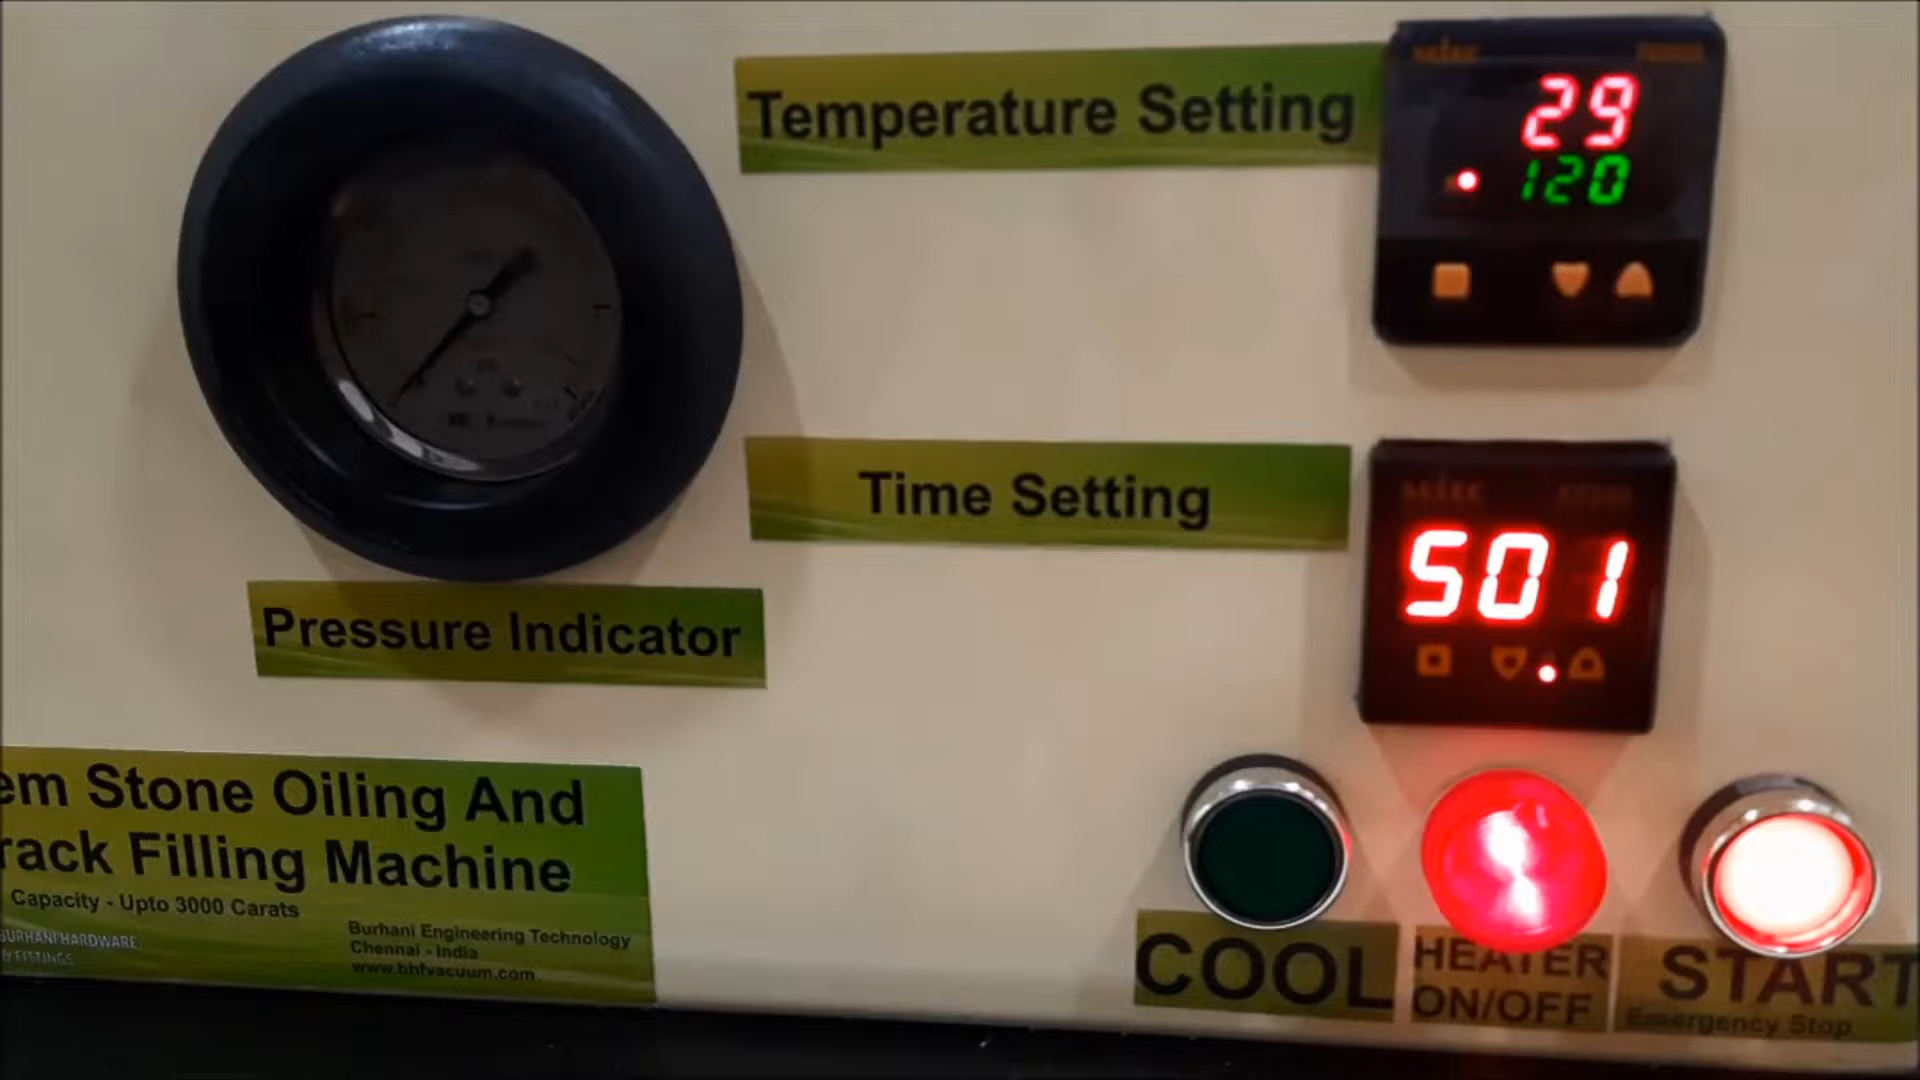 selec
Temperature Setting
29
120
Time Setting
selec
501
Pressure Indicator
em Stone Oiling And
rack Filling Machine
Capacity - Upto 3000 Carats
BURHANI HARDWARE
& FITTINGS
Burhani Engineering Technology
Chennai - India
www.bhfvacuum.com
COOL
HEATER
ON/OFF
START
Emergency Stop